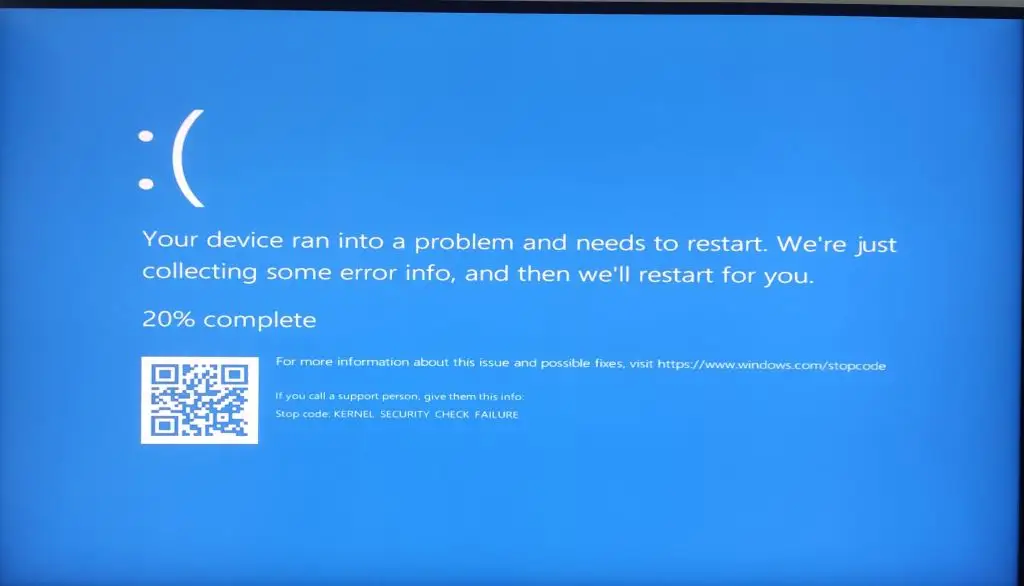 :(
Your device ran into a problem and needs to restart. We're just
collecting some error info, and then we'll restart for you.
20% complete
For more information about this issue and possible fixes, visit https://www.windows.com/stopcode
If you call a support person, give them this info:
Stop code: KERNEL SECURITY CHECK FAILURE